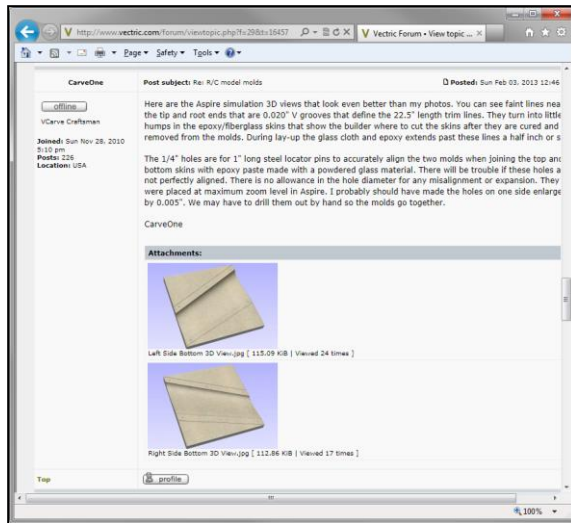 http://www.vectric.com/forum/viewtopic.php?f=29&t=16457
Vectric Forum • View topic ...
Page Safety Tools
CarveOne
Post subject: Re: R/C model molds
Posted: Sun Feb 03, 2013 12:46
offline
VCarve Craftsman
Joined: Sun Nov 28, 2010
5:10 pm
Posts: 226
Location: USA
Here are the Aspire simulation 3D views that look even better than my photos. You can see faint lines nea
the tip and root ends that are 0.020" V grooves that define the 22.5" length trim lines. They turn into little
humps in the epoxy/fiberglass skins that show the builder where to cut the skins after they are cured and
removed from the molds. During lay-up the glass cloth and epoxy extends past these lines a half inch or s
The 1/4" holes are for 1" long steel locator pins to accurately align the two molds when joining the top and
bottom skins with epoxy paste made with a powdered glass material. There will be trouble if these holes a
not perfectly aligned. There is no allowance in the hole diameter for any misalignment or expansion. They
were placed at maximum zoom level in Aspire. I probably should have made the holes on one side enlarge
by 0.005". We may have to drill them out by hand so the molds go together.
CarveOne
Attachments:
Left Side Bottom 3D View.jpg [ 115.09 KiB | Viewed 24 times ]
Right Side Bottom 3D View.jpg [ 112.86 KiB | Viewed 17 times ]
Top
profile
100%